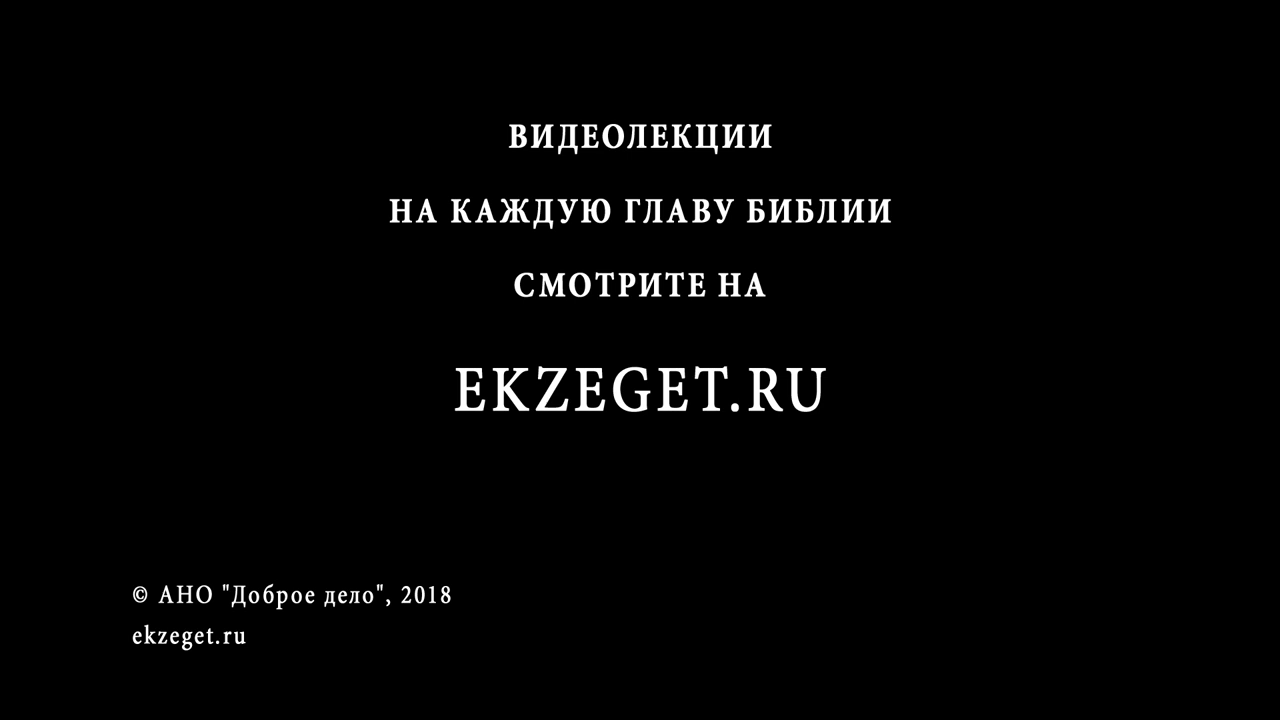 ВИДЕОЛЕКЦИИ
НА КАЖДУЮ ГЛАВУ БИБЛИИ
СМОТРИТЕ НА
EKZEGET.RU
© АНО "Доброе дело", 2018
ekzeget.ru